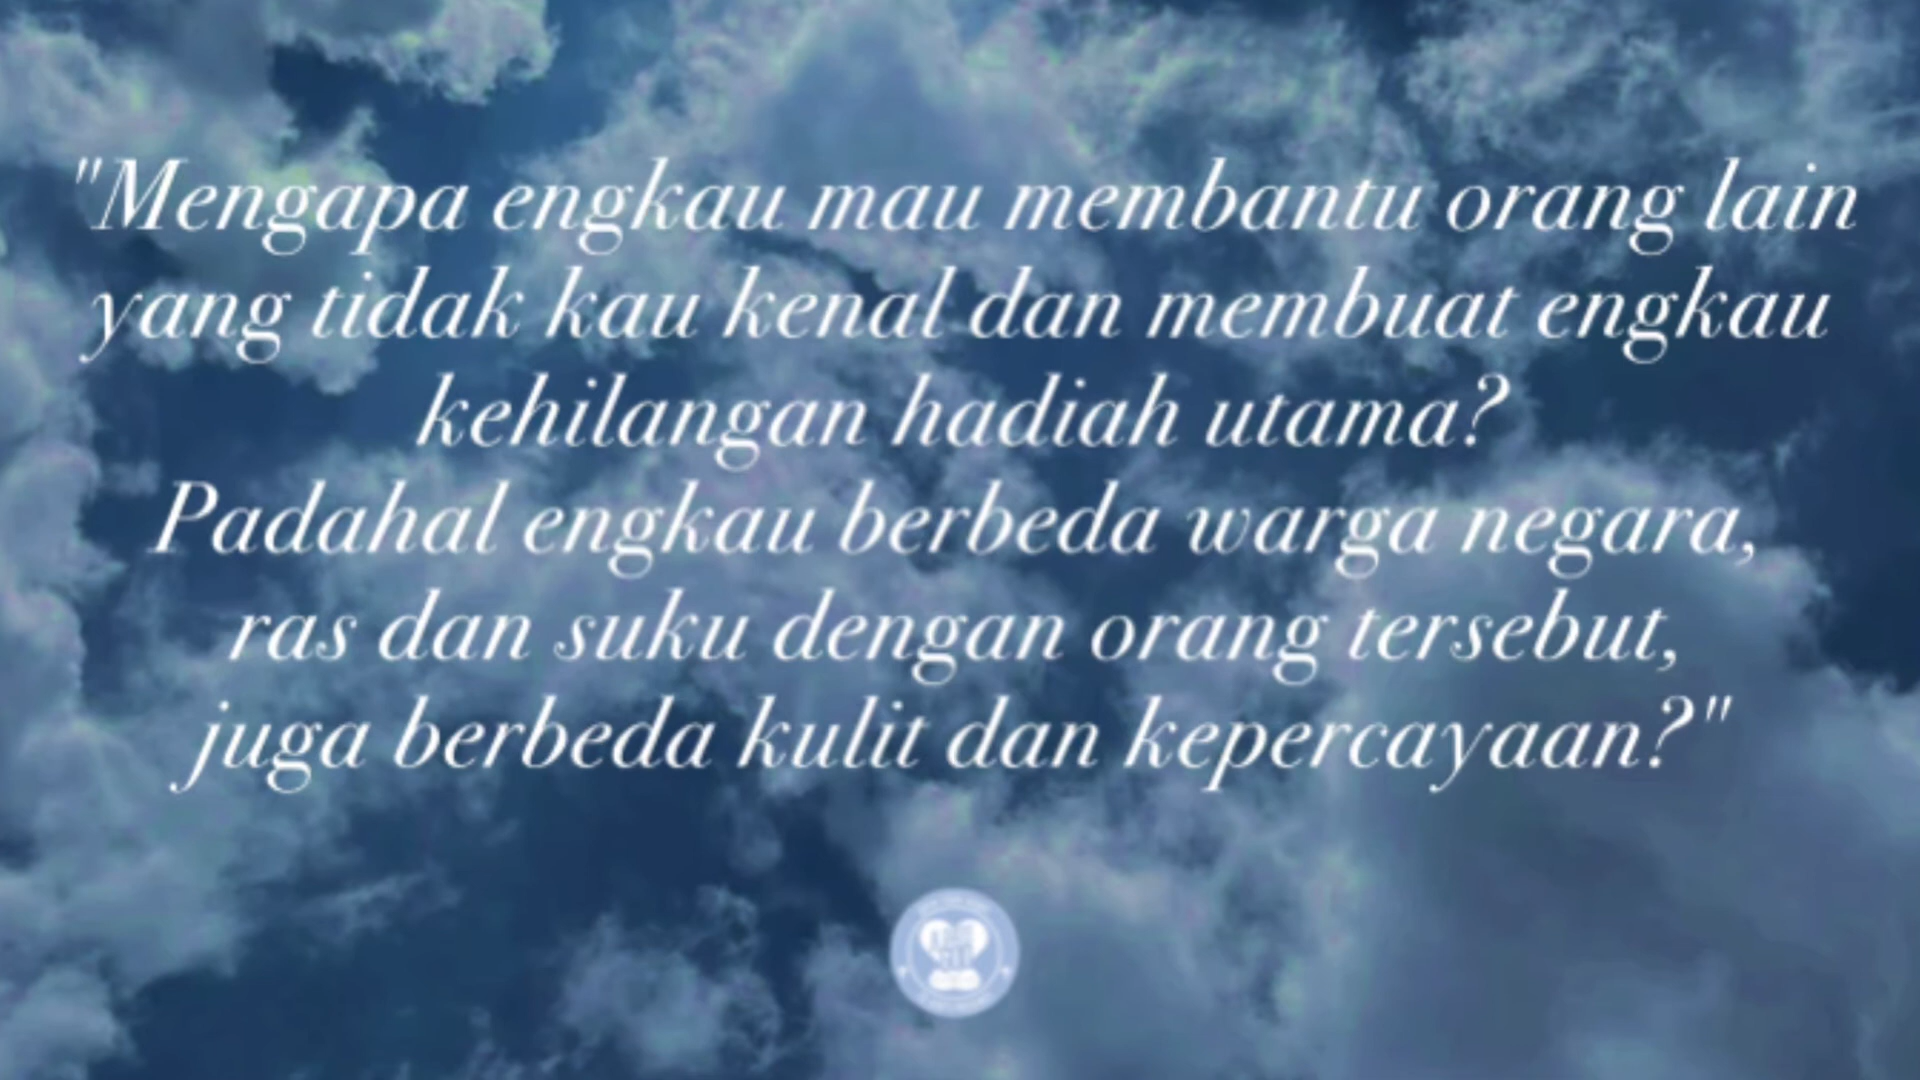 "Mengapa engkau mau membantu orang lain
yang tidak kau kenal dan membuat engkau
kehilangan hadiah utama?
Padahal engkau berbeda warga negara,
ras dan suku dengan orang tersebut,
juga berbeda kulit dan kepercayaan?"